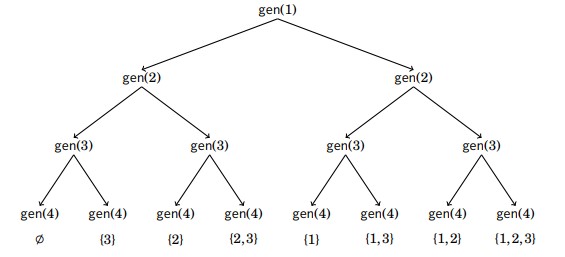 gen(1)
gen(2) gen(2)
gen(3) gen(3) gen(3) gen(3)
gen(4) gen(4) gen(4) gen(4) gen(4) gen(4) gen(4) gen(4)
∅ {3} {2} {2,3} {1} {1,3} {1,2} {1,2,3}